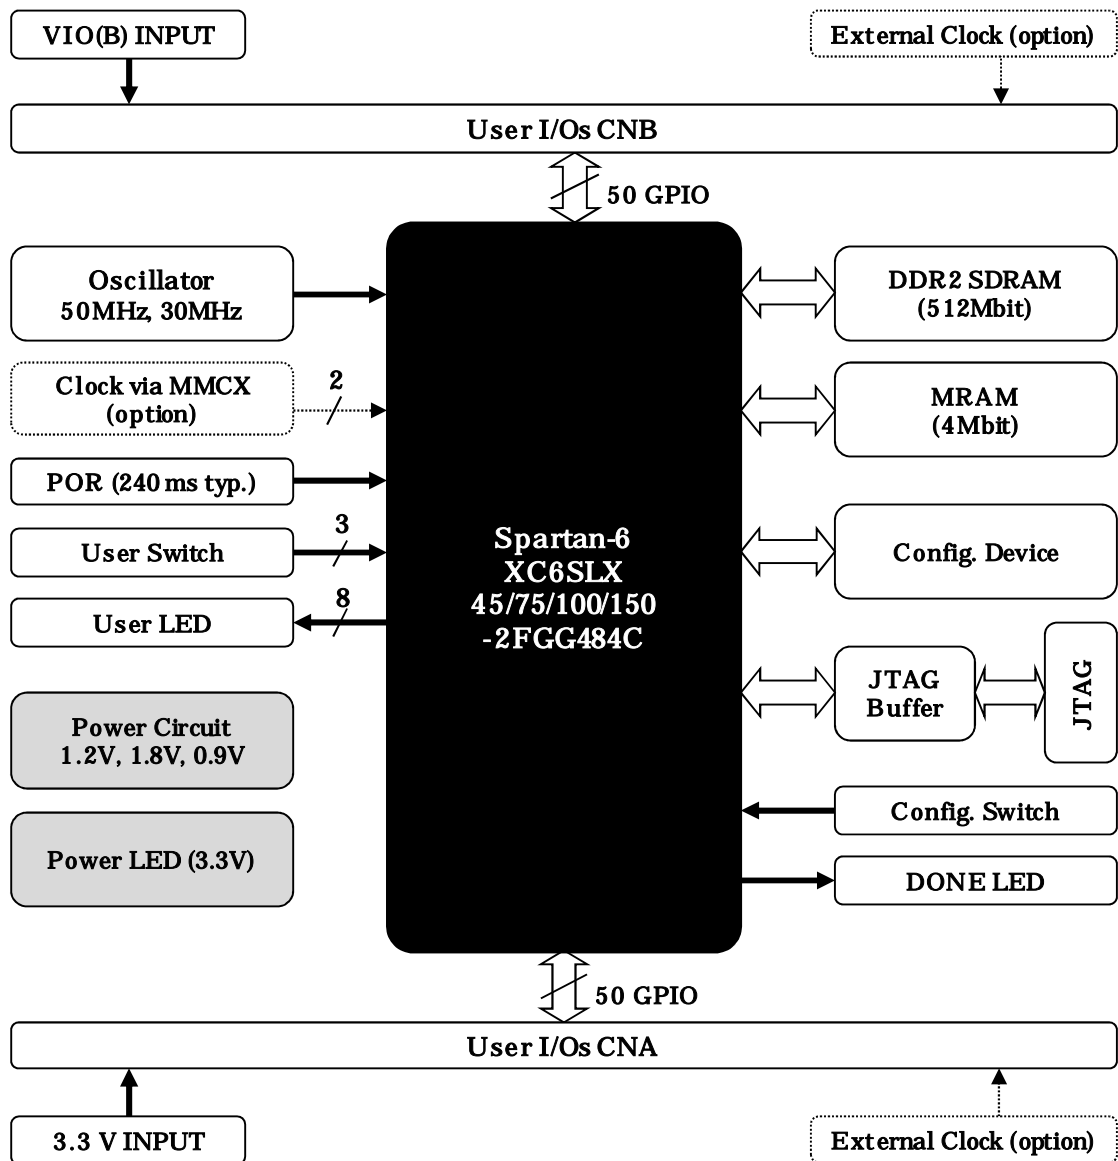 VIO(B) INPUT
External Clock (option)
User I/Os CNB
50 GPIO
Oscillator
50MHz, 30MHz
DDR2 SDRAM
(512Mbit)
Clock via MMCX
(option)
2
MRAM
(4Mbit)
POR (240 ms typ.)
User Switch
3
Spartan-6
XC6SLX
45/75/100/150
-2FGG484C
Config. Device
User LED
8
JTAG
Buffer
JTAG
Power Circuit
1.2V, 1.8V, 0.9V
Config. Switch
Power LED (3.3V)
DONE LED
50 GPIO
User I/Os CNA
3.3 V INPUT
External Clock (option)